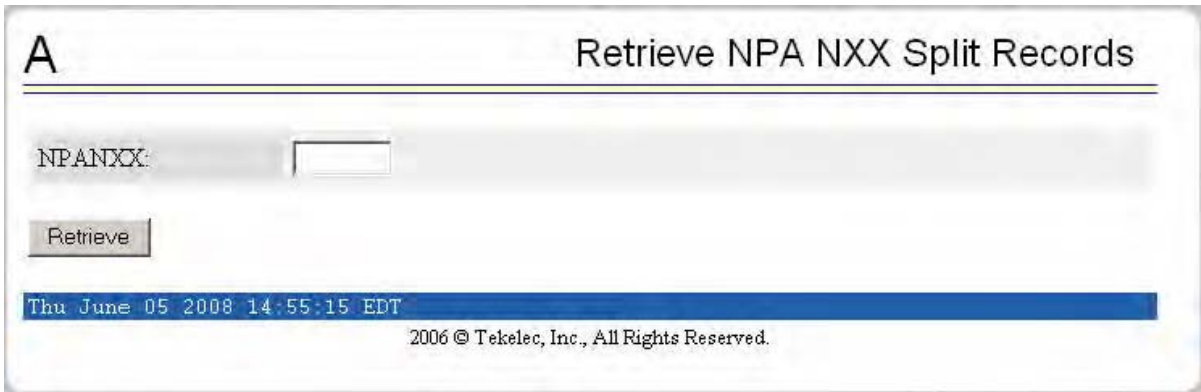 A
Retrieve NPA NXX Split Records
NPANXX:
Retrieve
Thu June 05 2008 14:55:15 EDT
2006 © Tekelec, Inc., All Rights Reserved.